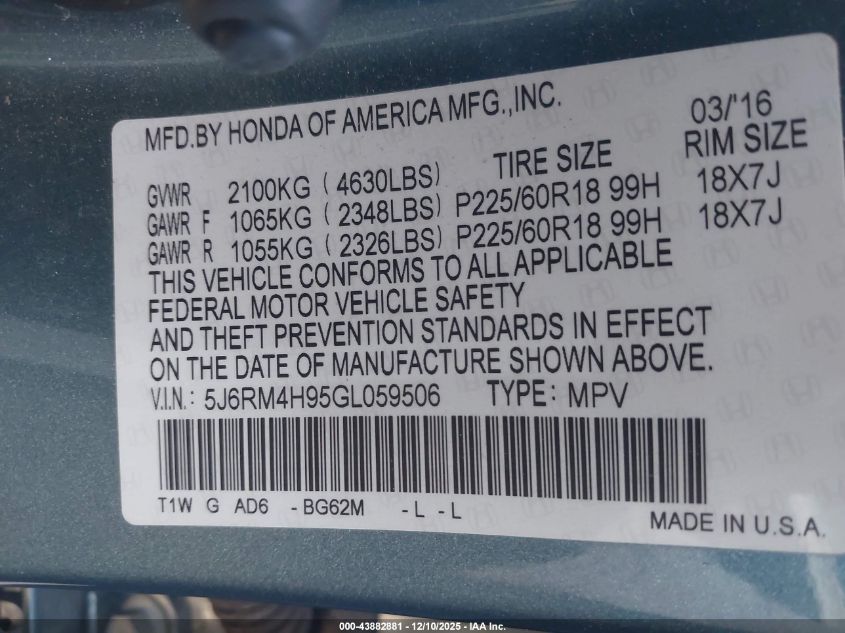 MFD.BY HONDA OF AMERICA MFG.,INC. 03/'16
TIRE SIZE RIM SIZE
GVWR 2100KG (4630LBS)
GAWR F 1065KG (2348LBS) P225/60R18 99H 18X7J
GAWR R 1055KG (2326LBS) P225/60R18 99H 18X7J
THIS VEHICLE CONFORMS TO ALL APPLICABLE
FEDERAL MOTOR VEHICLE SAFETY
AND THEFT PREVENTION STANDARDS IN EFFECT
ON THE DATE OF MANUFACTURE SHOWN ABOVE.
V.I.N.: 5J6RM4H95GL059506 TYPE: MPV
T1W G AD6 -BG62M -L -L
MADE IN U.S.A.
000-43882881 - 12/10/2025 - IAA Inc.